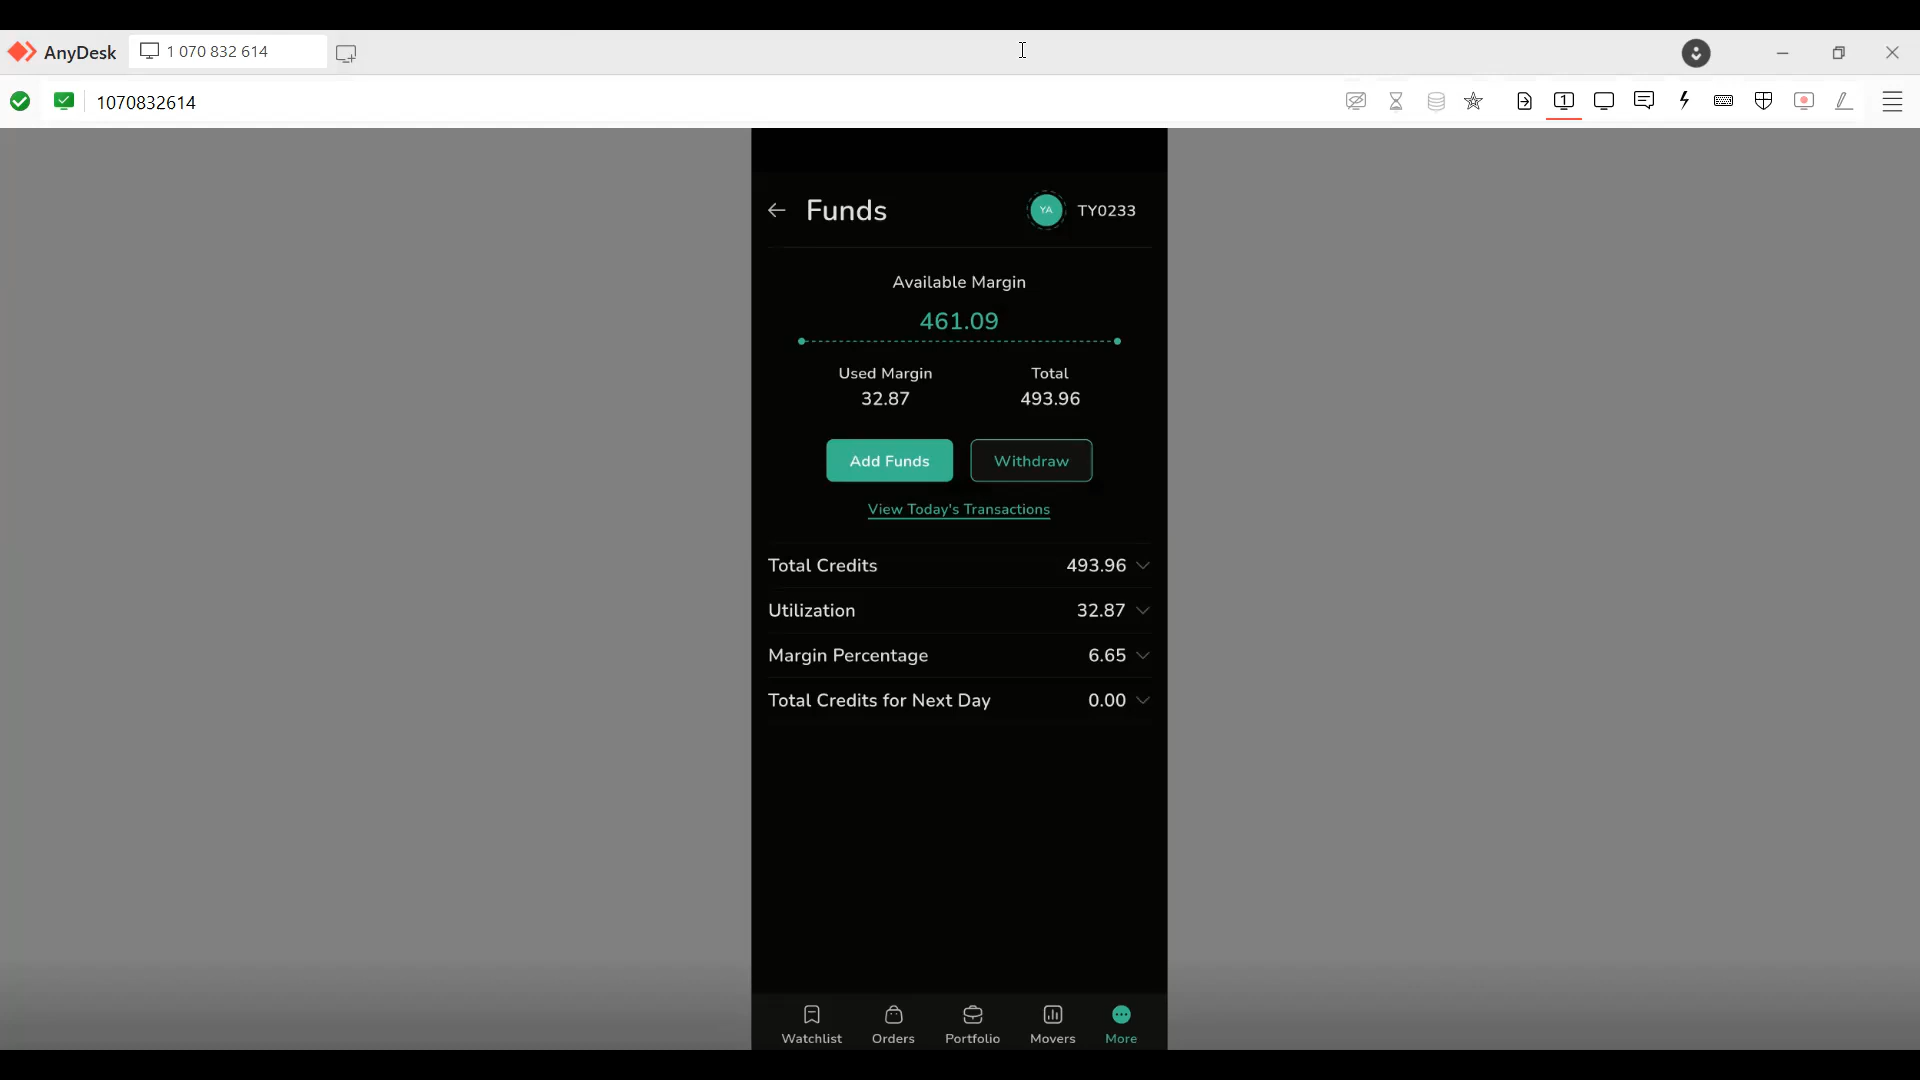 AnyDesk
1 070 832 614
1070832614
1
Funds
YA
TY0233
Available Margin
461.09
Used Margin
Total
32.87
493.96
Add Funds
Withdraw
View Today's Transactions
Total Credits
493.96
Utilization
32.87
Margin Percentage
6.65
Total Credits for Next Day
0.00
Watchlist
Orders
Portfolio
Movers
More